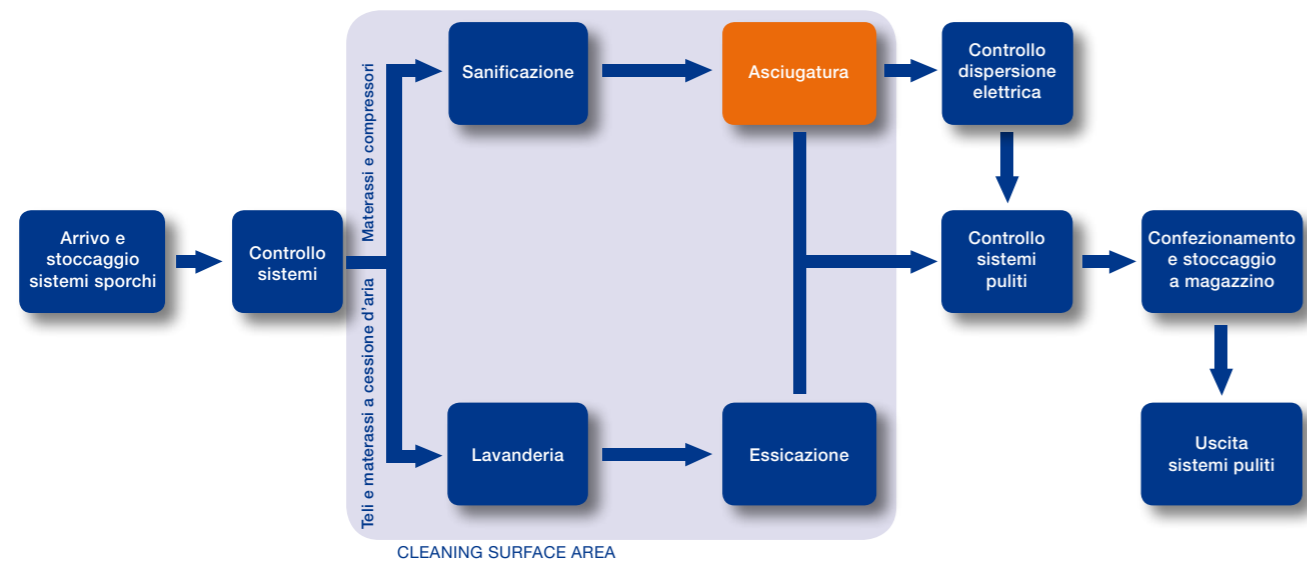 Arrivo e
stoccaggio
sistemi sporchi
Controllo
sistemi
Materassi e compressori
Teli e materassi a cessione d'aria
Sanificazione
Asciugatura
Controllo
dispersione
elettrica
Lavanderia
Essicazione
Controllo
sistemi
puliti
Confezionamento
e stoccaggio
a magazzino
Uscita
sistemi puliti
CLEANING SURFACE AREA